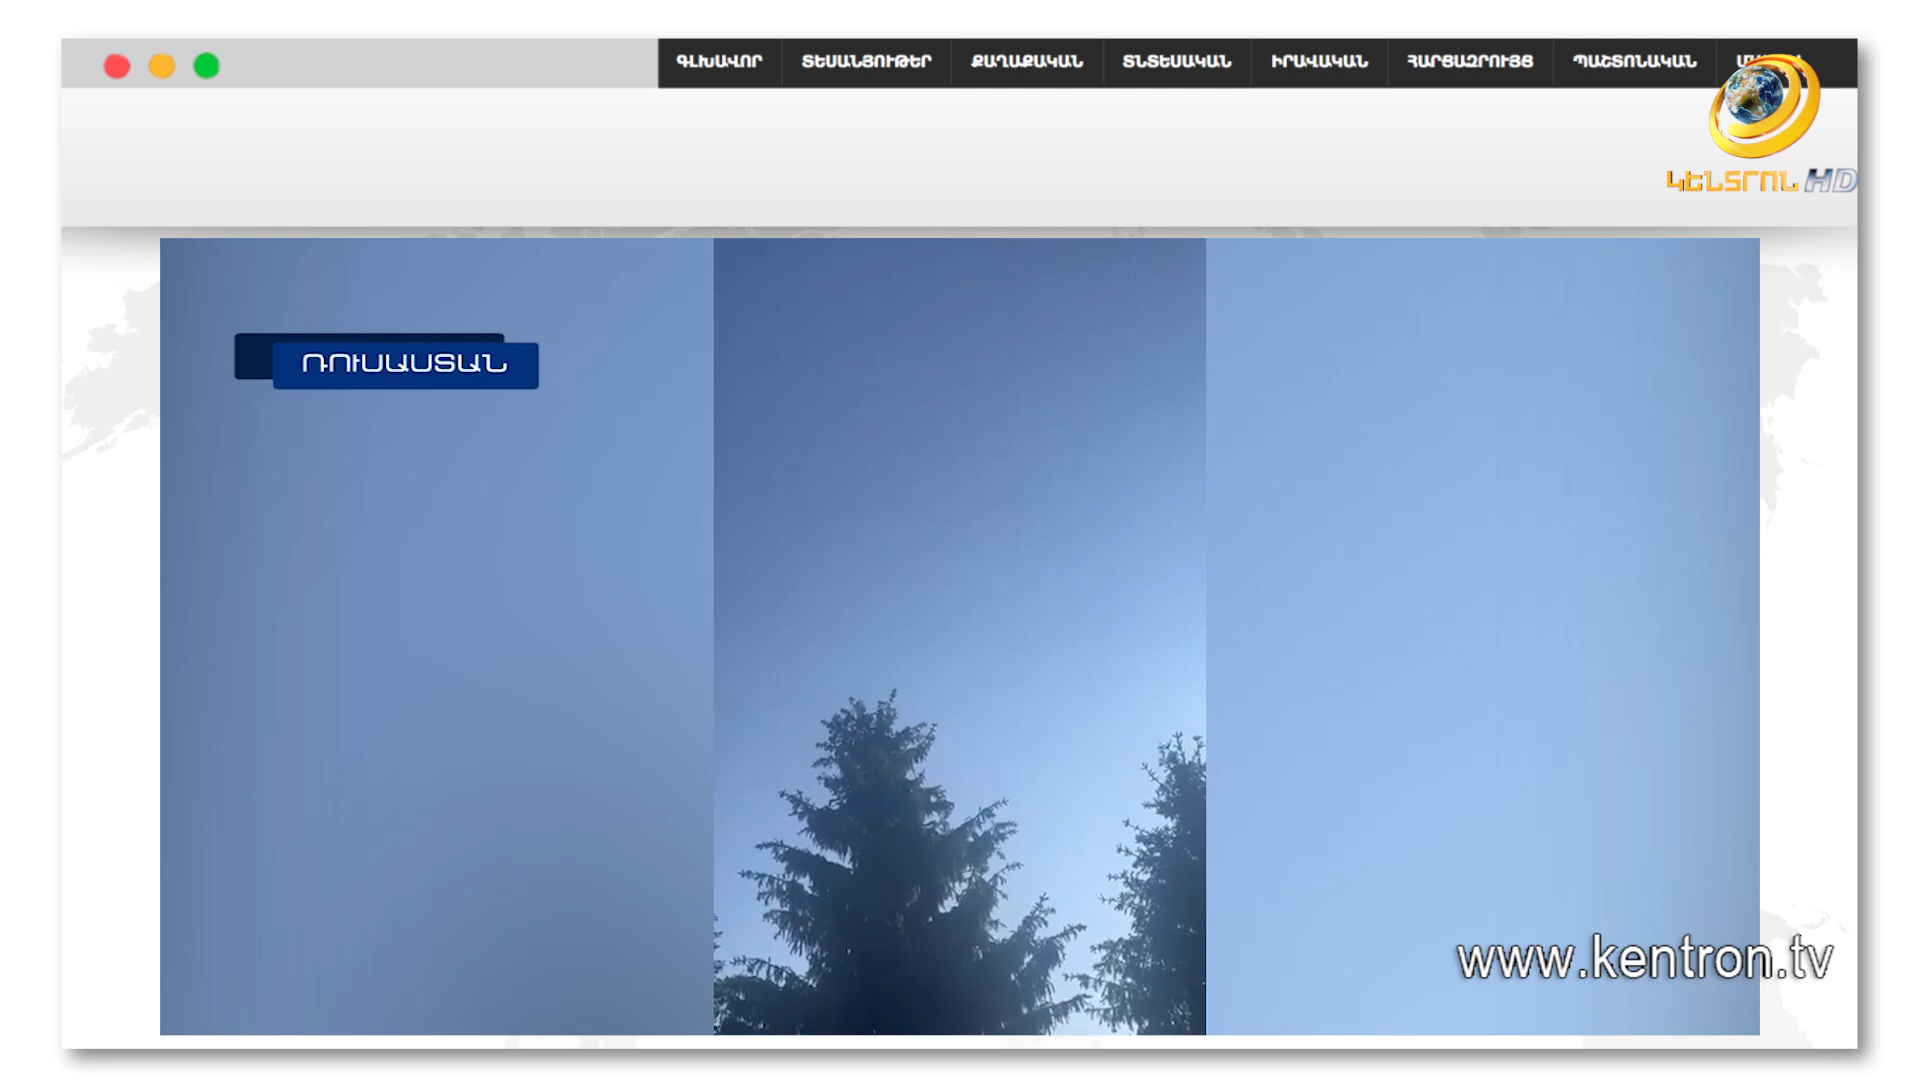 ԳԼԽԱՎՈՐ ՏԵՍԱՆՅՈՒԹԵՐ ՔԱՂԱՔԱԿԱՆ ՏՆՏԵՍԱԿԱՆ ԻՐԱՎԱԿԱՆ ՀԱՐՑԱԶՐՈՒՅՑ ՊԱՇՏՈՆԱԿԱՆ
ԿԵՆՏՐՈՆ HD
ՌՈՒՍԱՍՏԱՆ
www.kentron.tv